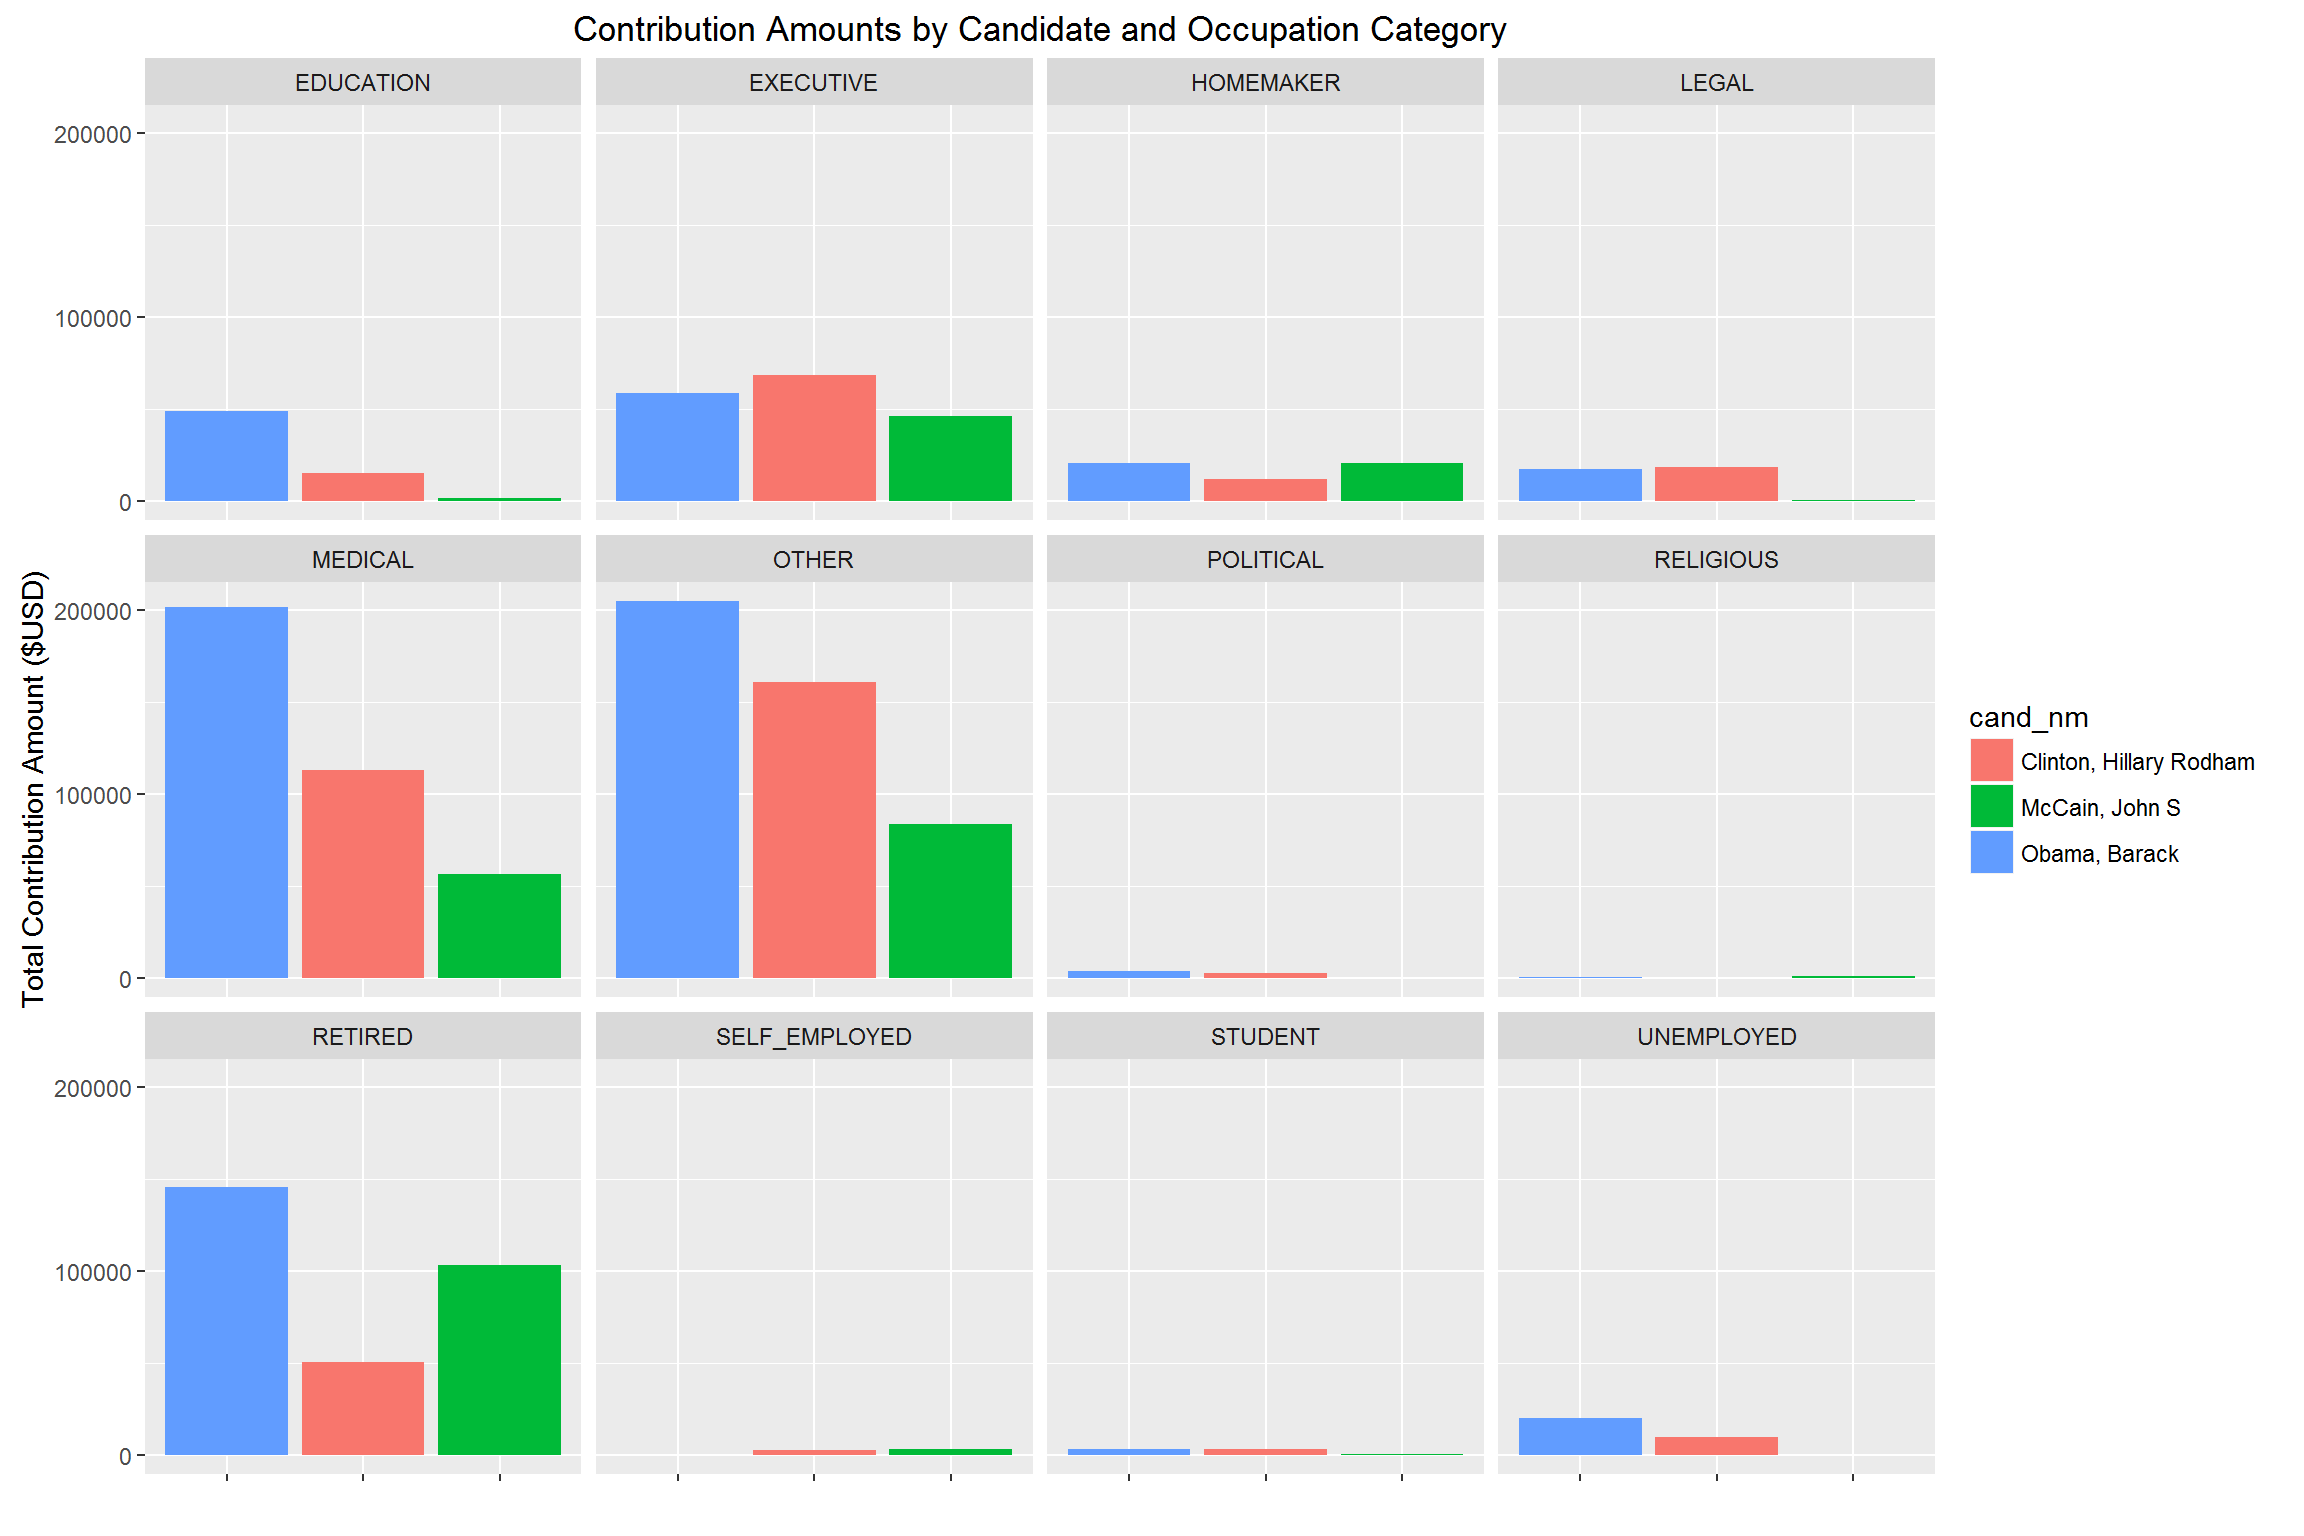 Contribution Amounts by Candidate and Occupation Category
EDUCATION
EXECUTIVE
HOMEMAKER
LEGAL
200000
100000
0
MEDICAL
OTHER
POLITICAL
RELIGIOUS
200000
100000
0
RETIRED
SELF_EMPLOYED
STUDENT
UNEMPLOYED
200000
100000
0
Total Contribution Amount ($USD)
cand_nm
Clinton, Hillary Rodham
McCain, John S
Obama, Barack